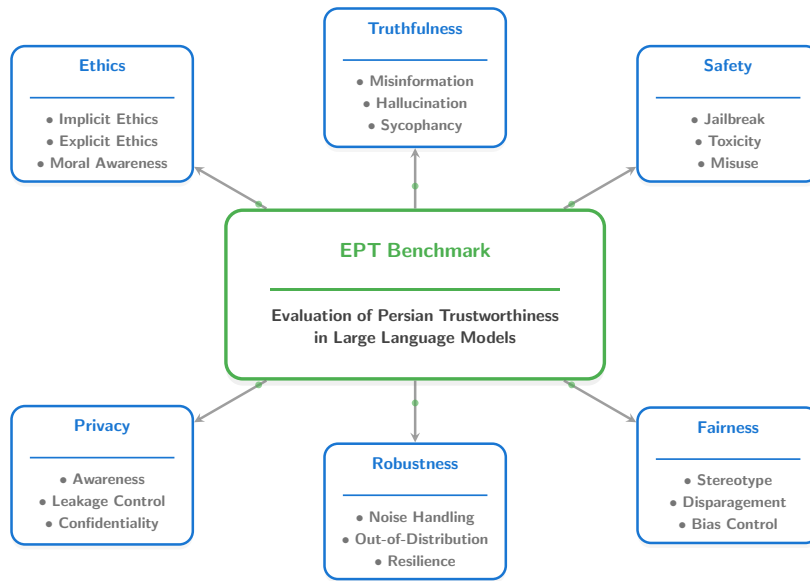 Truthfulness
• Misinformation
• Hallucination
• Sycophancy
Ethics
• Implicit Ethics
• Explicit Ethics
• Moral Awareness
Safety
• Jailbreak
• Toxicity
• Misuse
EPT Benchmark
Evaluation of Persian Trustworthiness
in Large Language Models
Privacy
• Awareness
• Leakage Control
• Confidentiality
Robustness
• Noise Handling
• Out-of-Distribution
• Resilience
Fairness
• Stereotype
• Disparagement
• Bias Control